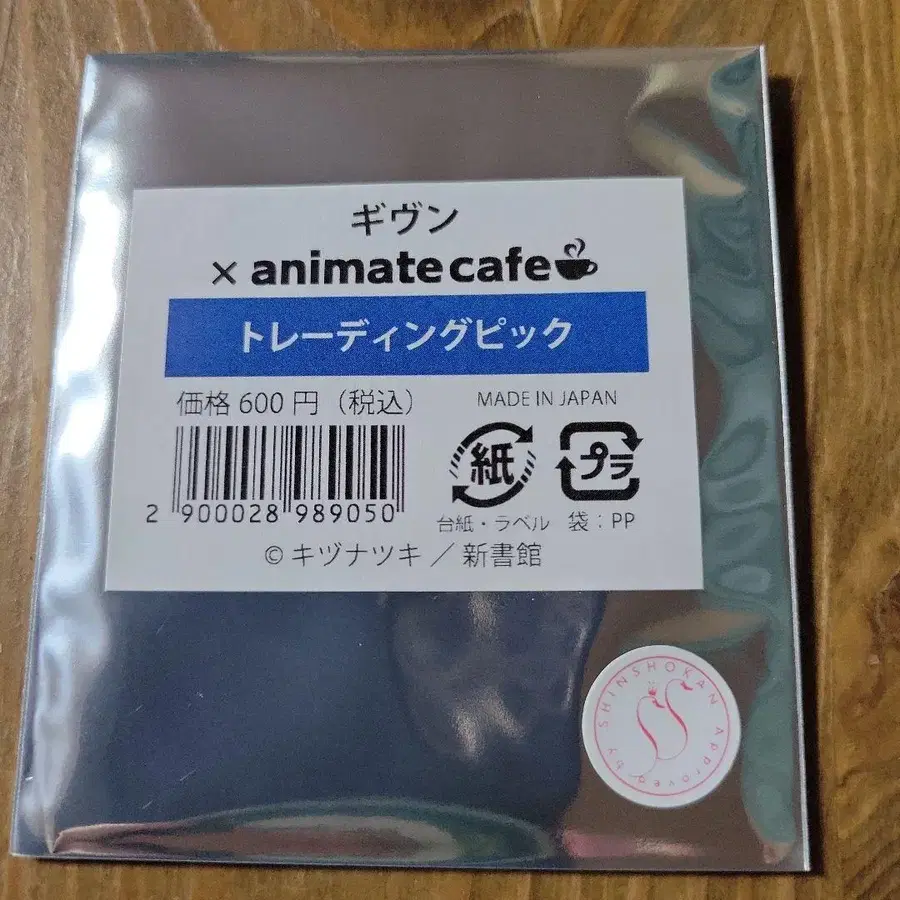 ギヴン
× animatecafe
トレーディングピック
価格 600 円（税込）
MADE IN JAPAN
紙
プラ
2 900028 989050
台紙・ラベル
袋：PP
© キヅナツキ ／ 新書館
Approved by SHINSHOKAN